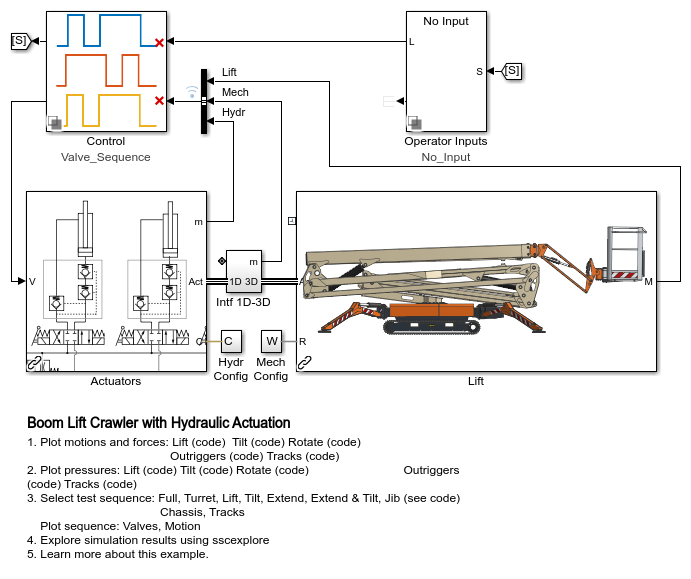 No Input
[S]
L
S
[S]
Lift
Mech
Hydr
Control
Valve_Sequence
Operator Inputs
No_Input
m
V
Act
m
1D 3D
Intf 1D-3D
A
M
C
C
W
R
Hydr
Config
Mech
Config
Actuators
Lift
Boom Lift Crawler with Hydraulic Actuation
1. Plot motions and forces: Lift (code) Tilt (code) Rotate (code)
Outriggers (code) Tracks (code)
2. Plot pressures: Lift (code) Tilt (code) Rotate (code) Outriggers
(code) Tracks (code)
3. Select test sequence: Full, Turret, Lift, Tilt, Extend, Extend & Tilt, Jib (see code)
Chassis, Tracks
Plot sequence: Valves, Motion
4. Explore simulation results using sscexplore
5. Learn more about this example.